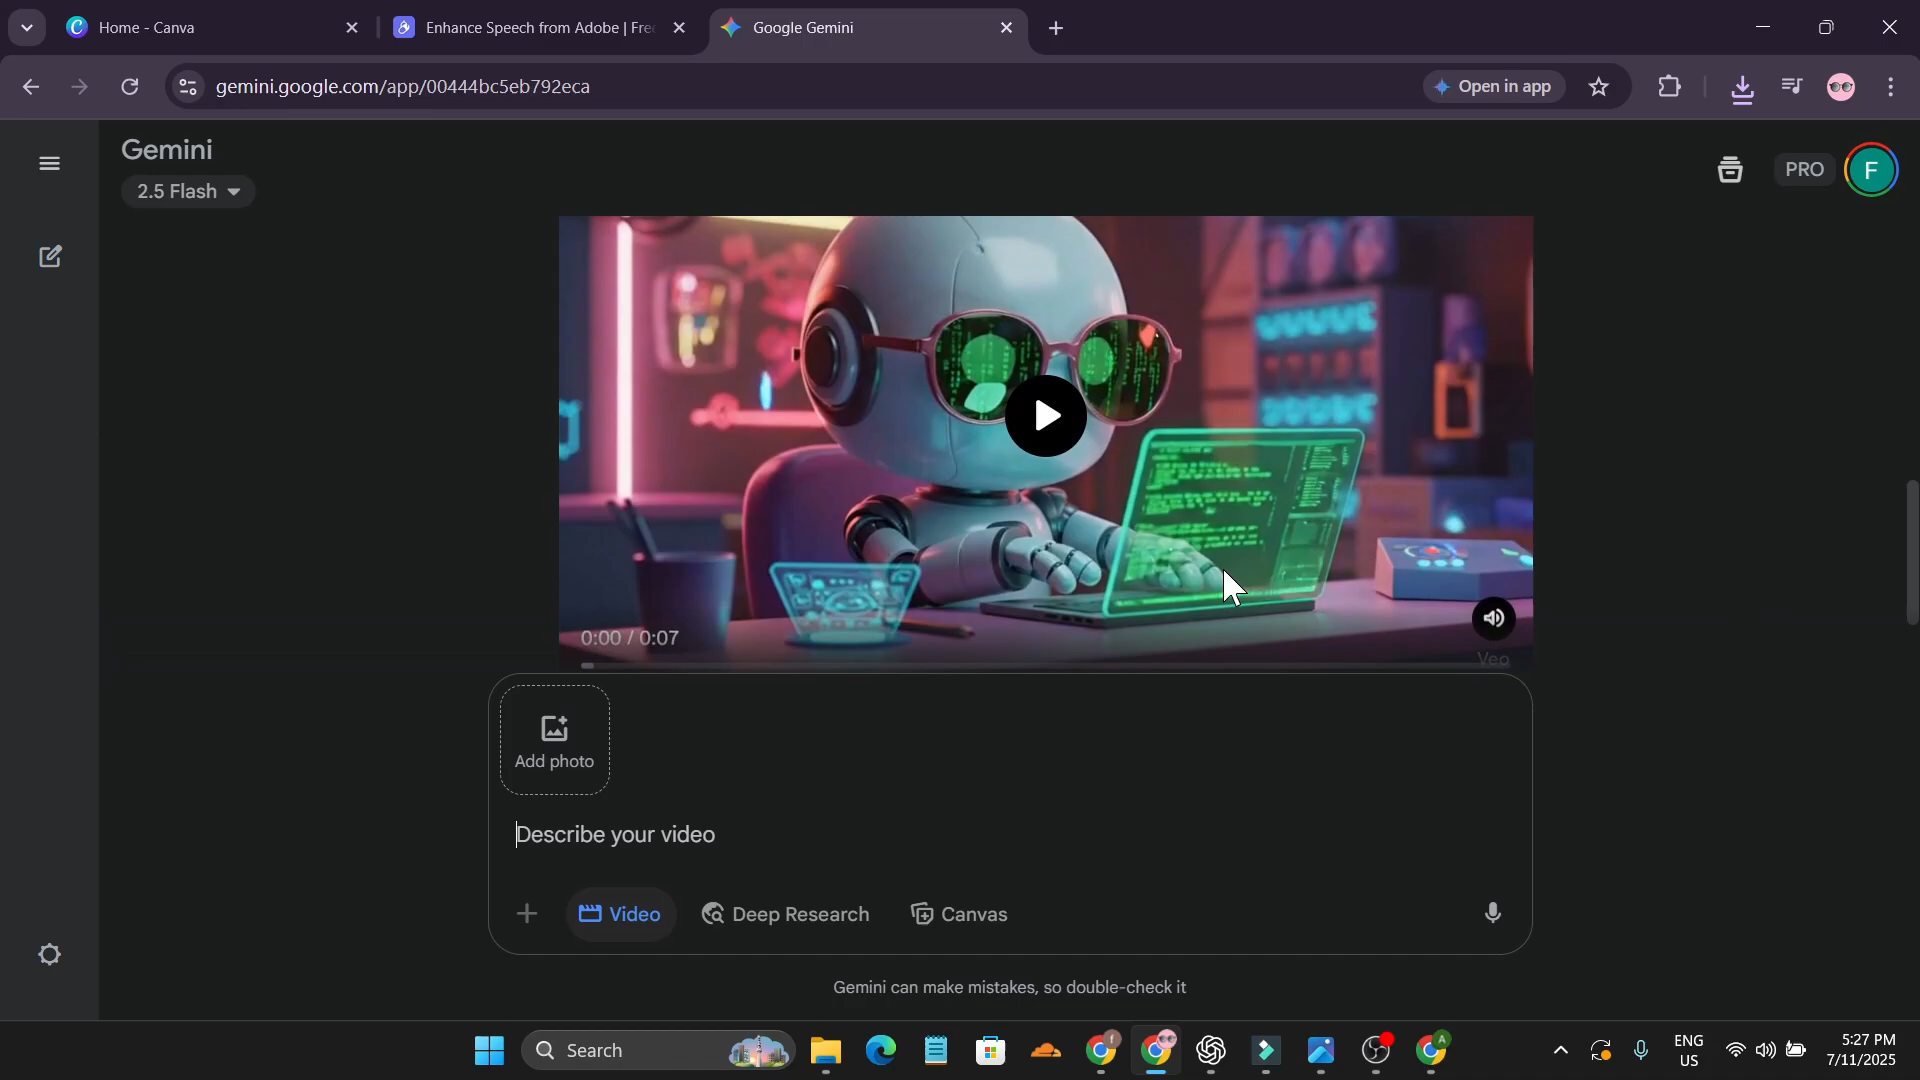 Home - Canva
Enhance Speech from Adobe | Fre
Google Gemini
gemini.google.com/app/00444bc5eb792eca
Open in app
Gemini
2.5 Flash
PRO
F
0:00 / 0:07
Veo
Add photo
Describe your video
Video
Deep Research
Canvas
Gemini can make mistakes, so double-check it
Search
ENG
US
5:27 PM
7/11/2025